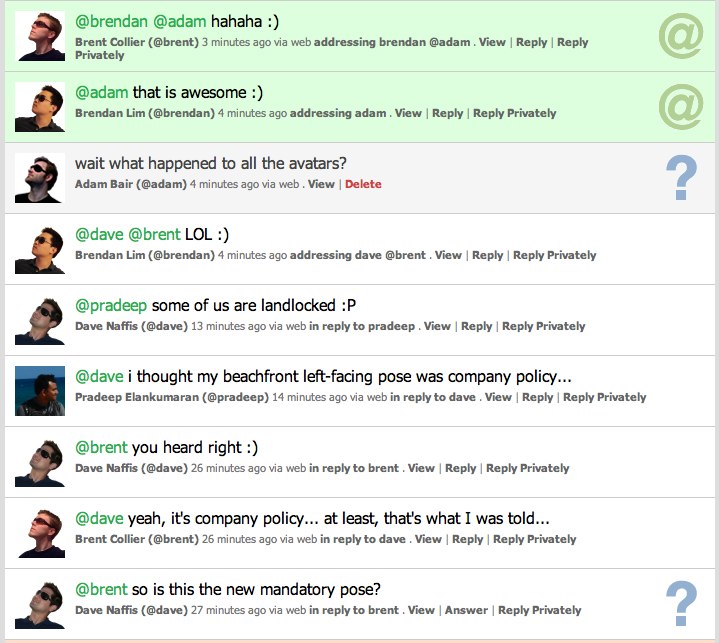 @brendan @adam hahaha :)
Brent Collier (@brent) 3 minutes ago via web addressing brendan @adam . View | Reply | Reply
Privately
@
@adam that is awesome :)
Brendan Lim (@brendan) 4 minutes ago addressing adam . View | Reply | Reply Privately
@
wait what happened to all the avatars?
Adam Bair (@adam) 4 minutes ago via web . View | Delete
?
@dave @brent LOL :)
Brendan Lim (@brendan) 4 minutes ago addressing dave @brent . View | Reply | Reply Privately
@pradeep some of us are landlocked :P
Dave Naffis (@dave) 13 minutes ago via web in reply to pradeep . View | Reply | Reply Privately
@dave i thought my beachfront left-facing pose was company policy...
Pradeep Elankumaran (@pradeep) 14 minutes ago via web in reply to dave . View | Reply | Reply Privately
@brent you heard right :)
Dave Naffis (@dave) 26 minutes ago via web in reply to brent . View | Reply | Reply Privately
@dave yeah, it's company policy... at least, that's what I was told...
Brent Collier (@brent) 26 minutes ago via web in reply to dave . View | Reply | Reply Privately
@brent so is this the new mandatory pose?
Dave Naffis (@dave) 27 minutes ago via web in reply to brent . View | Answer | Reply Privately
?